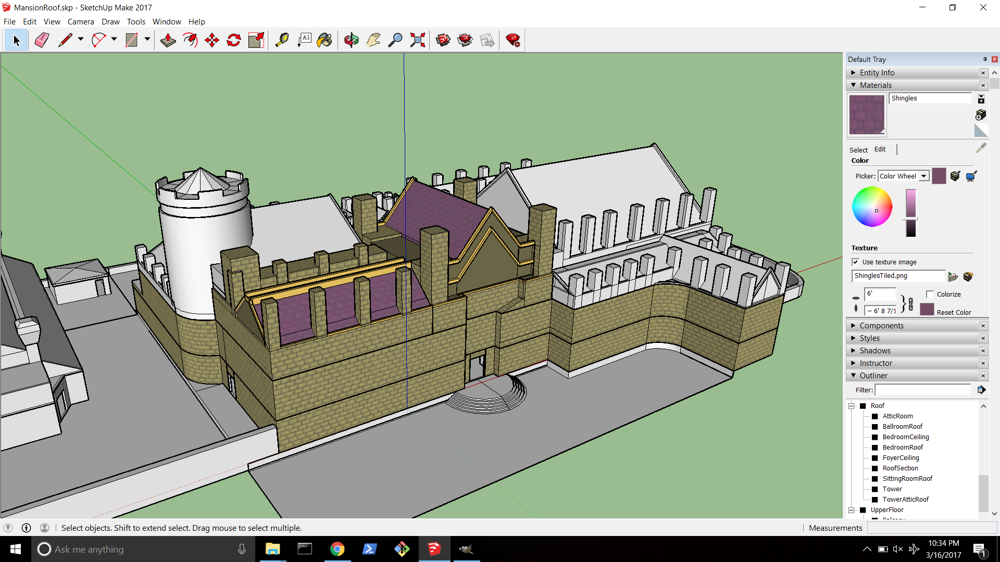 MansionRoof.skp - SketchUp Make 2017
File Edit View Camera Draw Tools Window Help
A1
Default Tray
Entity Info
Materials
Shingles
Select Edit
Color
Picker: Color Wheel
Texture
Use texture image
ShinglesTiled.png
6'
Colorize
~ 6' 8 7/1
Reset Color
Components
Styles
Shadows
Instructor
Outliner
Filter:
Roof
AtticRoom
BallroomRoof
BedroomCeiling
BedroomRoof
FoyerCeiling
RoofSection
SittingRoomRoof
Tower
TowerAtticRoof
UpperFloor
Balcony
Select objects. Shift to extend select. Drag mouse to select multiple.
Measurements
Ask me anything
10:34 PM
3/16/2017
1